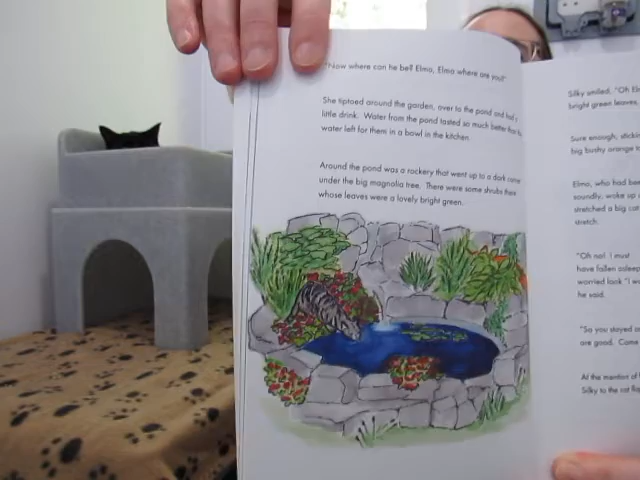 "Now where can he be? Elmo, Elmo where are you?"
She tiptoed around the garden, over to the pond and had a
little drink. Water from the pond tasted so much better than the
water left for them in a bowl in the kitchen.
Around the pond was a rockery that went up to a dark corner
under the big magnolia tree. There were some shrubs there
whose leaves were a lovely bright green.
Silky smiled, "Oh El
bright green leaves.
Sure enough, stick
big bushy orange t
Elmo, who had bee
soundly, woke up
stretched a big cat
stretch.
"Oh no! I must
have fallen asleep
worried look "I w
he said.
"So you stayed
are good. Come
At the mention of
Silky to the cat fla